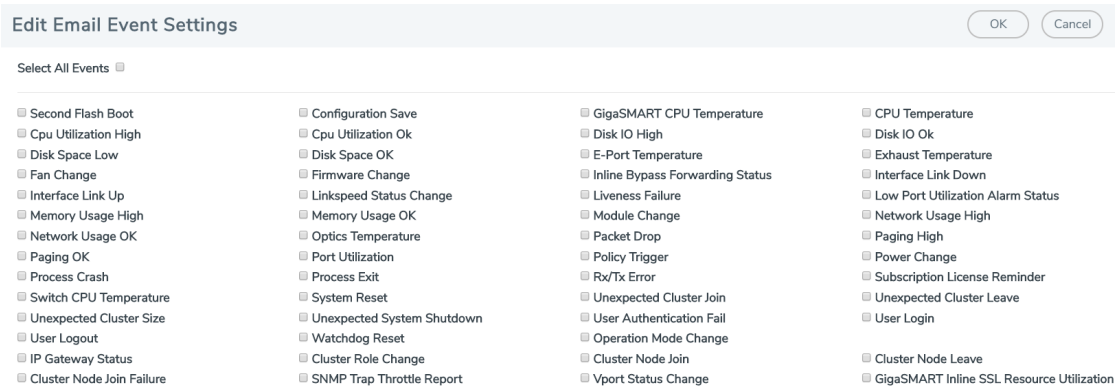 Edit Email Event Settings OK Cancel
Select All Events
Second Flash Boot Configuration Save GigaSMART CPU Temperature CPU Temperature
Cpu Utilization High Cpu Utilization Ok Disk IO High Disk IO Ok
Disk Space Low Disk Space OK E-Port Temperature Exhaust Temperature
Fan Change Firmware Change Inline Bypass Forwarding Status Interface Link Down
Interface Link Up Linkspeed Status Change Liveness Failure Low Port Utilization Alarm Status
Memory Usage High Memory Usage OK Module Change Network Usage High
Network Usage OK Optics Temperature Packet Drop Paging High
Paging OK Port Utilization Policy Trigger Power Change
Process Crash Process Exit Rx/Tx Error Subscription License Reminder
Switch CPU Temperature System Reset Unexpected Cluster Join Unexpected Cluster Leave
Unexpected Cluster Size Unexpected System Shutdown User Authentication Fail User Login
User Logout Watchdog Reset Operation Mode Change
IP Gateway Status Cluster Role Change Cluster Node Join Cluster Node Leave
Cluster Node Join Failure SNMP Trap Throttle Report Vport Status Change GigaSMART Inline SSL Resource Utilization